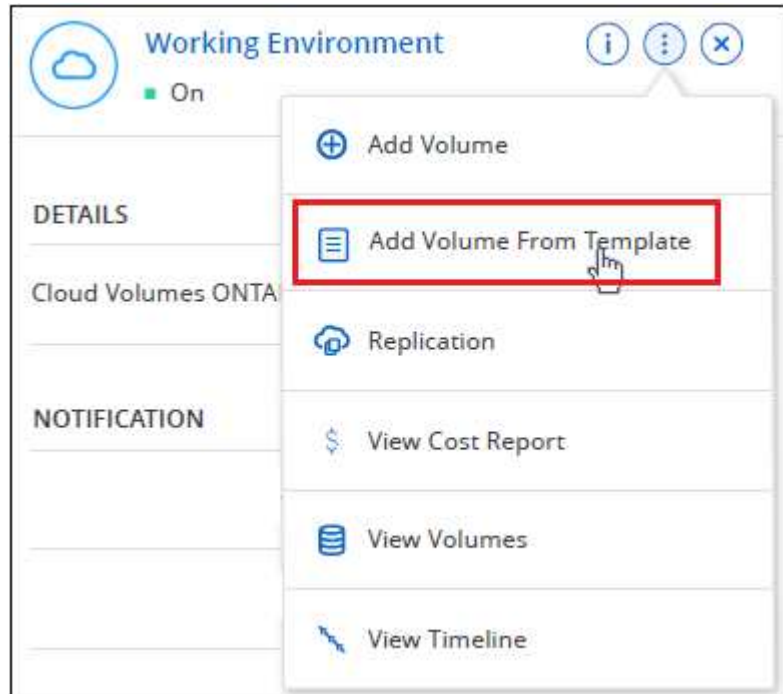 Working Environment
On
Add Volume
DETAILS
Add Volume From Template
Cloud Volumes ONTA
Replication
NOTIFICATION
View Cost Report
View Volumes
View Timeline